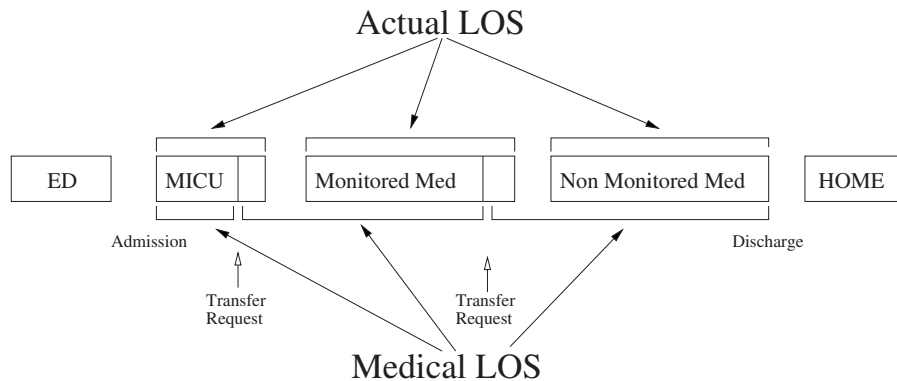 Actual LOS
ED
MICU
Monitored Med
Non Monitored Med
HOME
Admission
Discharge
Transfer
Request
Transfer
Request
Medical LOS